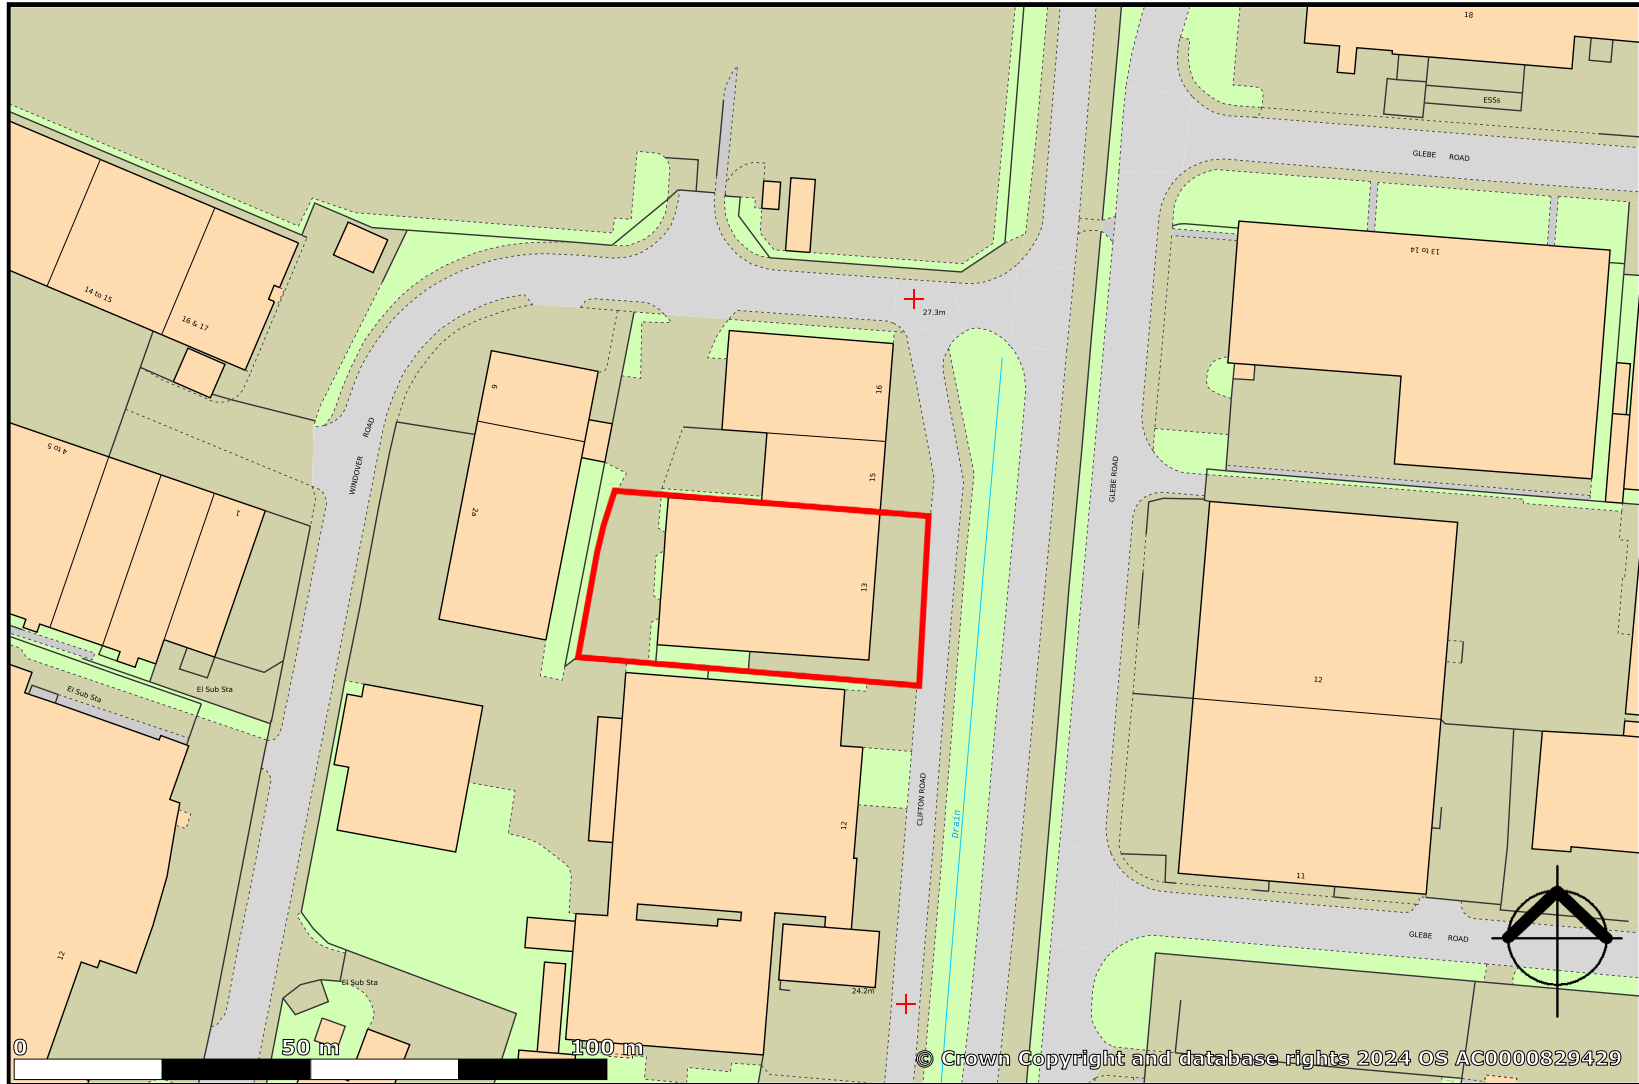 18
ESSs
GLEBE ROAD
13 to 14
14 to 15
16 & 17
27.3m
9
16
WINDOVER ROAD
4 to 5
15
GLEBE ROAD
1
2a
13
El Sub Sta
El Sub Sta
12
CLIFTON ROAD
Drain
12
11
GLEBE ROAD
12
El Sub Sta
24.2m
0
50 m
100 m
© Crown Copyright and database rights 2024 OS AC0000829429